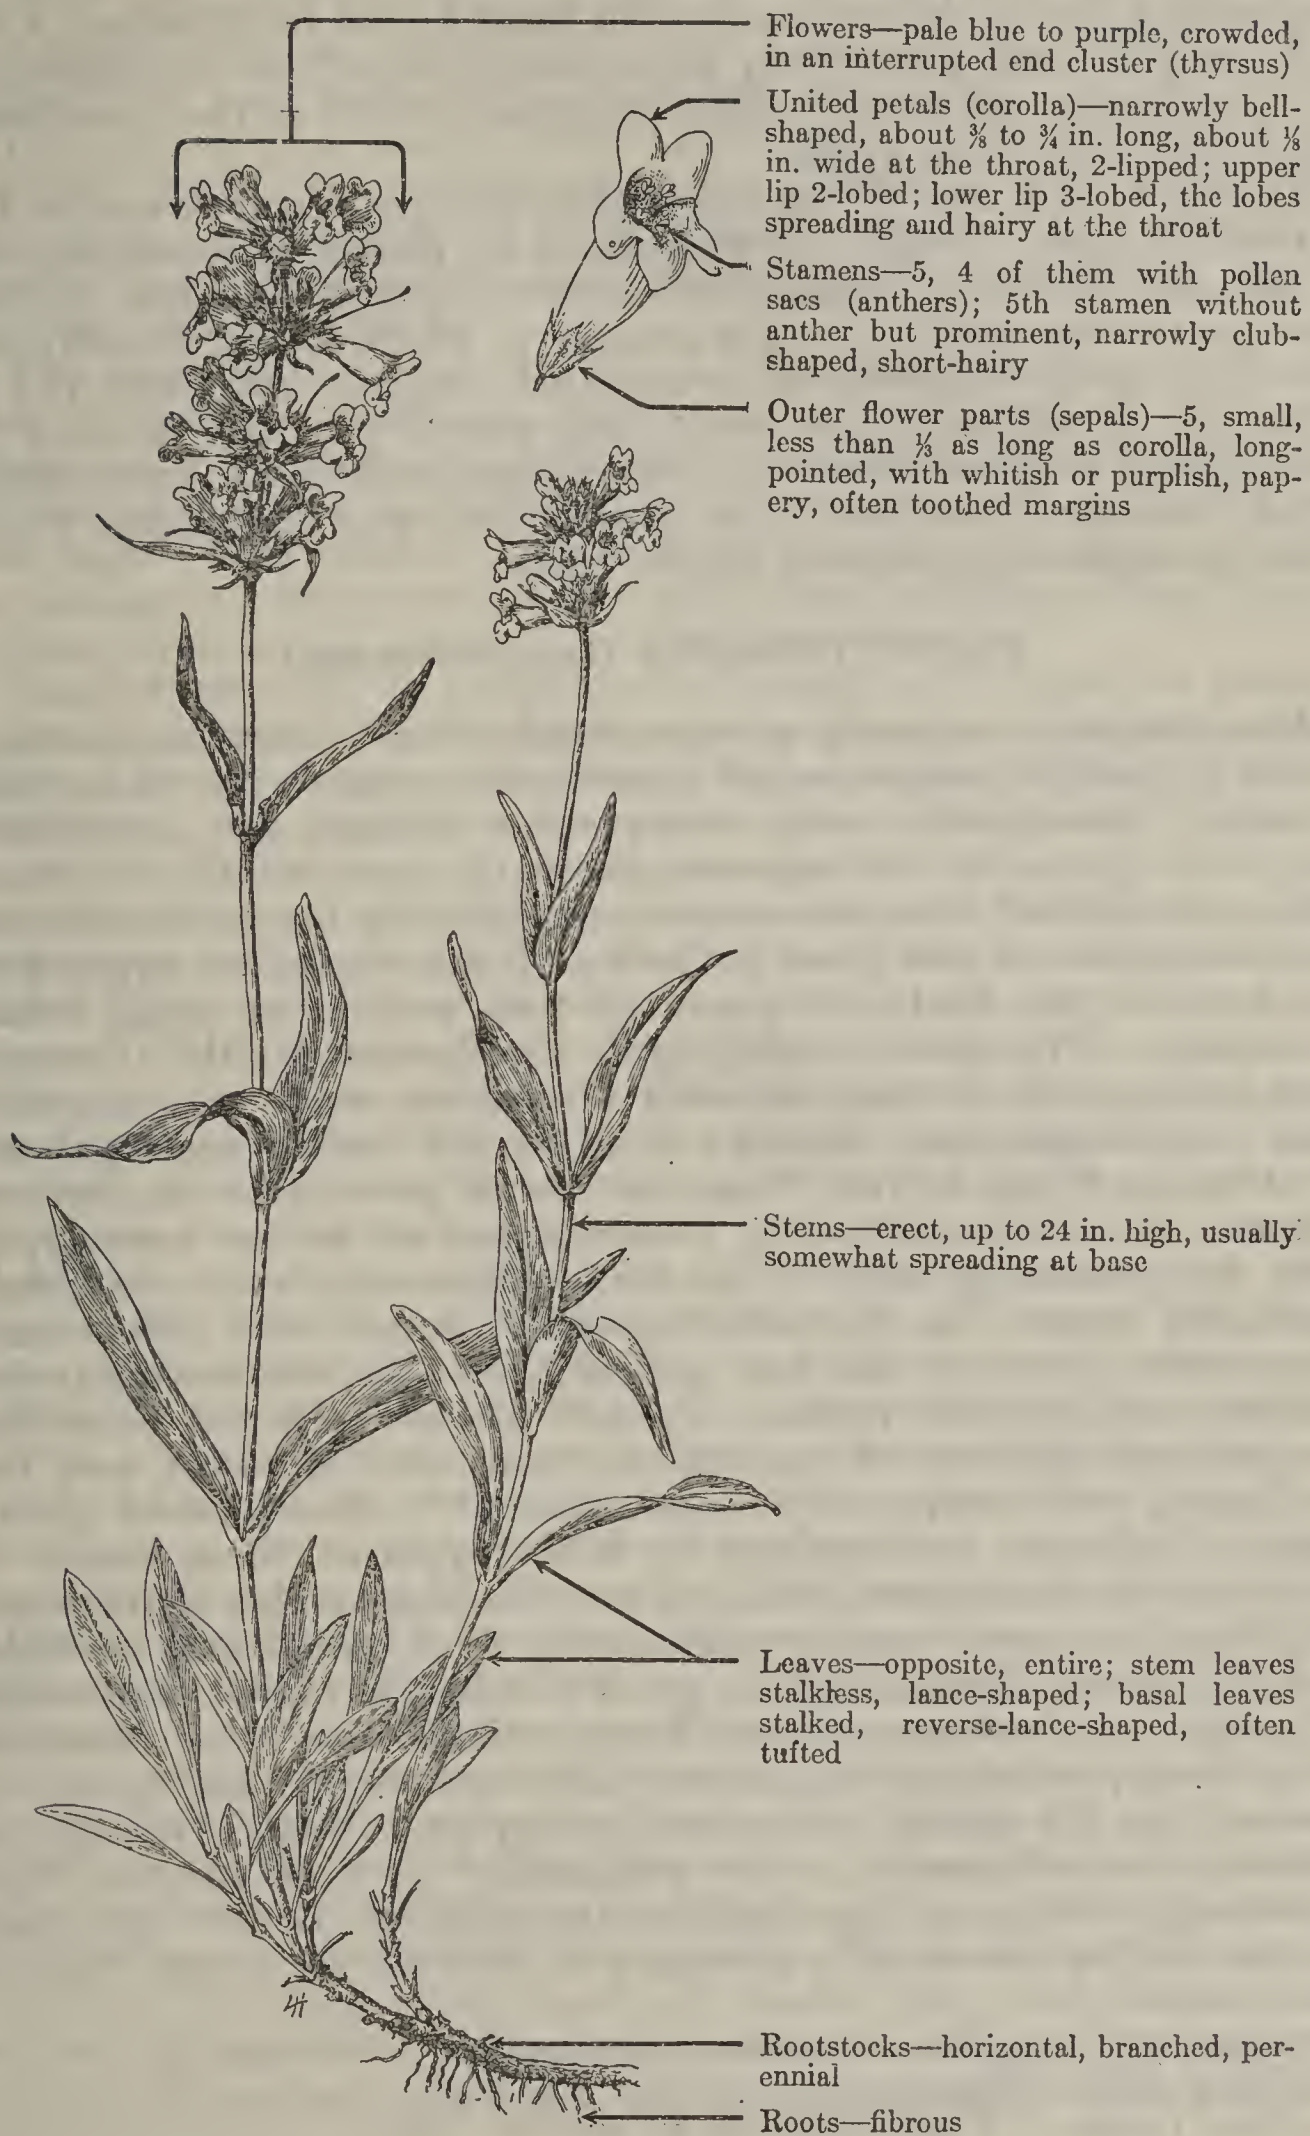 Flowers—pale blue to purple, crowded,
in an interrupted end cluster (thyrsus)
United petals (corolla)—narrowly bell-
shaped, about ⅜ to ¾ in. long, about ⅛
in. wide at the throat, 2-lipped; upper
lip 2-lobed; lower lip 3-lobed, the lobes
spreading and hairy at the throat
Stamens—5, 4 of them with pollen
sacs (anthers); 5th stamen without
anther but prominent, narrowly club-
shaped, short-hairy
Outer flower parts (sepals)—5, small,
less than ⅓ as long as corolla, long-
pointed, with whitish or purplish, pap-
ery, often toothed margins
Stems—erect, up to 24 in. high, usually
somewhat spreading at base
Leaves—opposite, entire; stem leaves
stalkless, lance-shaped; basal leaves
stalked, reverse-lance-shaped, often
tufted
LH
Rootstocks—horizontal, branched, per-
ennial
Roots—fibrous